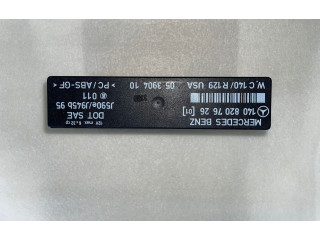 MERCEDES BENZ
140 820 76 26 [01]
W, C 140/R 129 USA
05 3904 10
DOT SAE
J590e/J945b 95
011
>PC/ABS-GF<